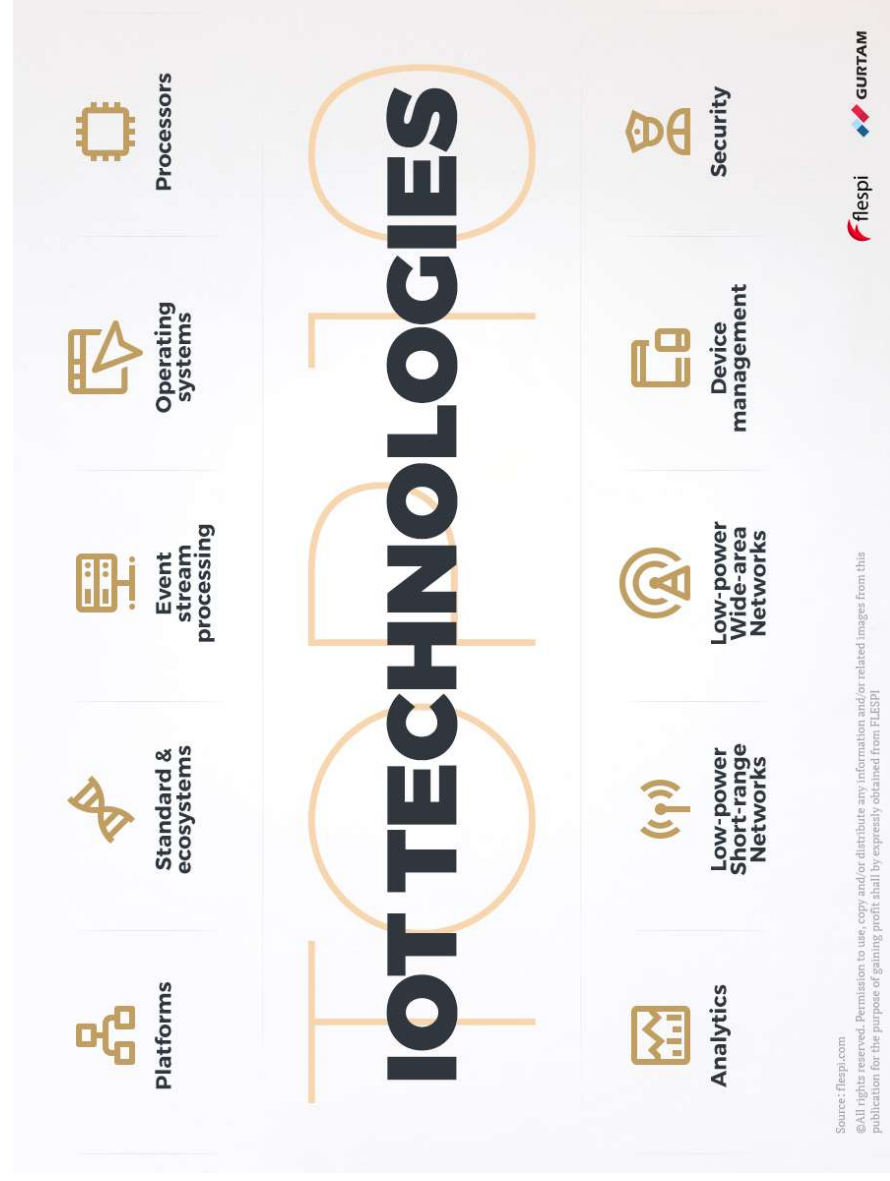 Platforms
Standard &
ecosystems
Event
stream
processing
Operating
systems
Processors
TOP 10
IOT TECHNOLOGIES
Analytics
Low-power
Short-range
Networks
Low-power
Wide-area
Networks
Device
management
Security
Source: flespi.com
©All rights reserved. Permission to use, copy and/or distribute any information and/or related images from this
publication for the purpose of gaining profit shall by expressly obtained from FLESPI
flespi
GURTAM